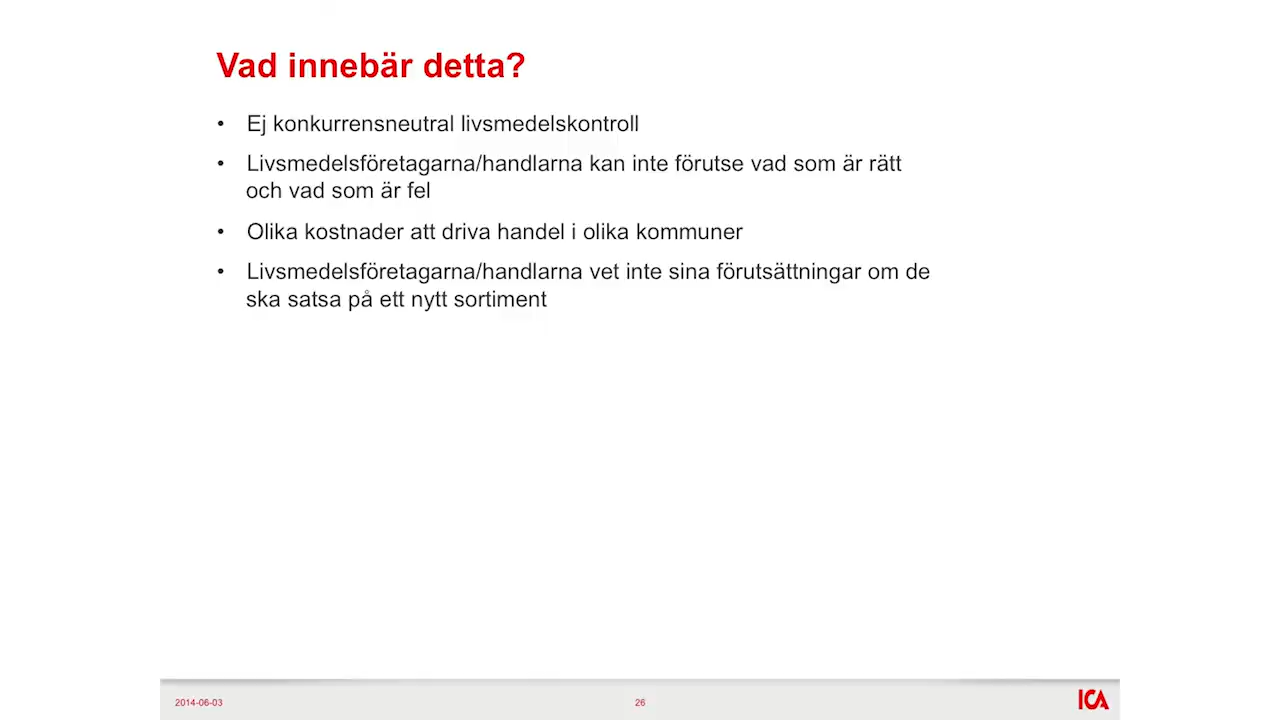 Vad innebär detta?
• Ej konkurrensneutral livsmedelskontroll
• Livsmedelsföretagarna/handlarna kan inte förutse vad som är rätt
och vad som är fel
• Olika kostnader att driva handel i olika kommuner
• Livsmedelsföretagarna/handlarna vet inte sina förutsättningar om de
ska satsa på ett nytt sortiment
2014-06-03
26
ICA